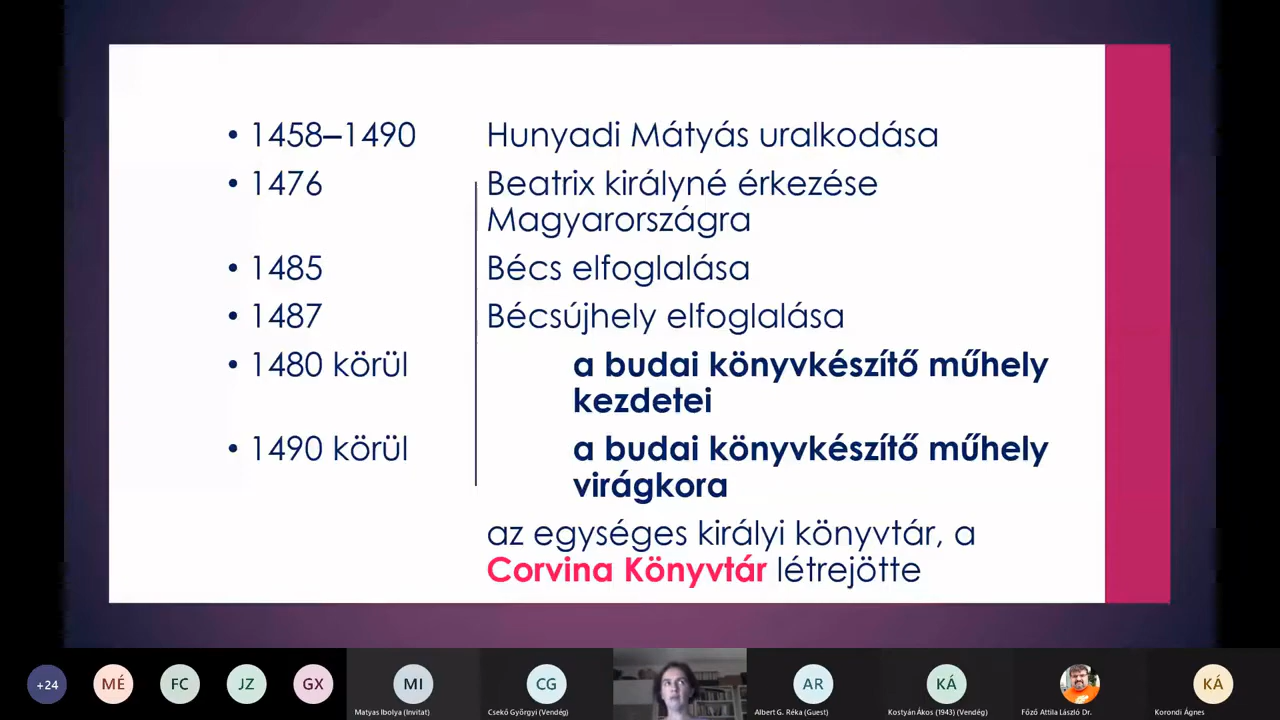 • 1458–1490 Hunyadi Mátyás uralkodása
• 1476 Beatrix királyné érkezése
Magyarországra
• 1485 Bécs elfoglalása
• 1487 Bécsújhely elfoglalása
• 1480 körül a budai könyvkészítő műhely
kezdetei
• 1490 körül a budai könyvkészítő műhely
virágkora
az egységes királyi könyvtár, a
Corvina Könyvtár létrejötte
+24 MÉ FC JZ GX MI CG AR KÁ KÁ
Matyas Ibolya (Invitat) Csekő Györgyi (Vendég) Albert G. Réka (Guest) Kostyán Ákos (1943) (Vendég) Főző Attila László Dr. Korondi Ágnes